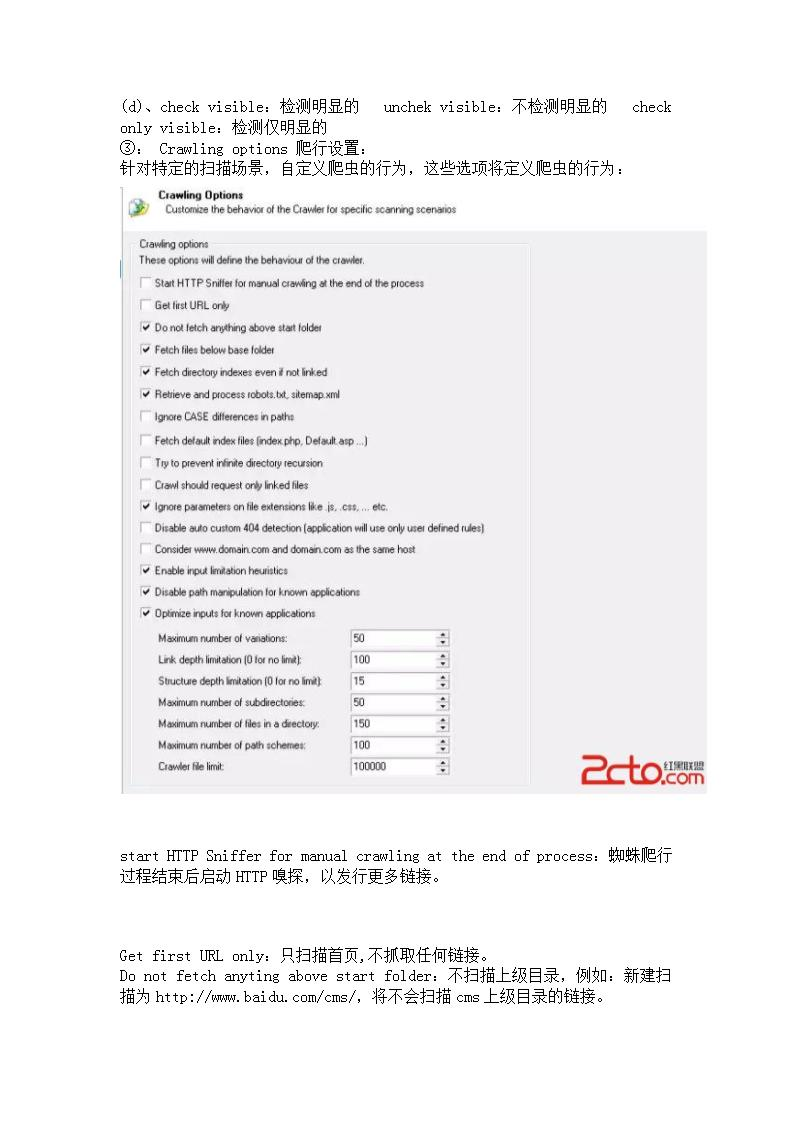 (d)、check visible：检测明显的   unchek visible：不检测明显的   check
only visible：检测仅明显的
③： Crawling options 爬行设置：
针对特定的扫描场景，自定义爬虫的行为，这些选项将定义爬虫的行为：
Crawling Options
Customize the behavior of the Crawler for specific scanning scenarios
Crawling options
These options will define the behaviour of the crawler.
Start HTTP Sniffer for manual crawling at the end of the process
Get first URL only
Do not fetch anything above start folder
Fetch files below base folder
Fetch directory indexes even if not linked
Retrieve and process robots.txt, sitemap.xml
Ignore CASE differences in paths
Fetch default index files (index.php, Default.asp ...)
Try to prevent infinite directory recursion
Crawl should request only linked files
Ignore parameters on file extensions like .js, .css, ... etc.
Disable auto custom 404 detection (application will use only user defined rules)
Consider www.domain.com and domain.com as the same host
Enable input limitation heuristics
Disable path manipulation for known applications
Optimize inputs for known applications
Maximum number of variations: 50
Link depth limitation (0 for no limit): 100
Structure depth limitation (0 for no limit): 15
Maximum number of subdirectories: 50
Maximum number of files in a directory: 150
Maximum number of path schemes: 100
Crawler file limit: 100000
2cto.com 红黑联盟
start HTTP Sniffer for manual crawling at the end of process：蜘蛛爬行
过程结束后启动 HTTP 嗅探，以发行更多链接。
Get first URL only：只扫描首页,不抓取任何链接。
Do not fetch anyting above start folder：不扫描上级目录，例如：新建扫
描为 http://www.baidu.com/cms/，将不会扫描 cms 上级目录的链接。